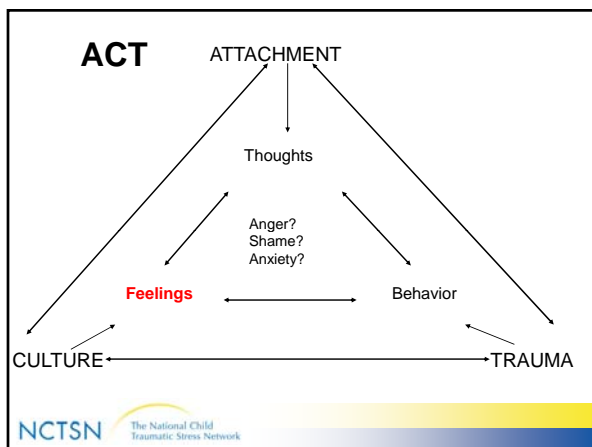 ACT ATTACHMENT
Thoughts
Anger?
Shame?
Anxiety?
Feelings Behavior
CULTURE TRAUMA
NCTSN The National Child
Traumatic Stress Network